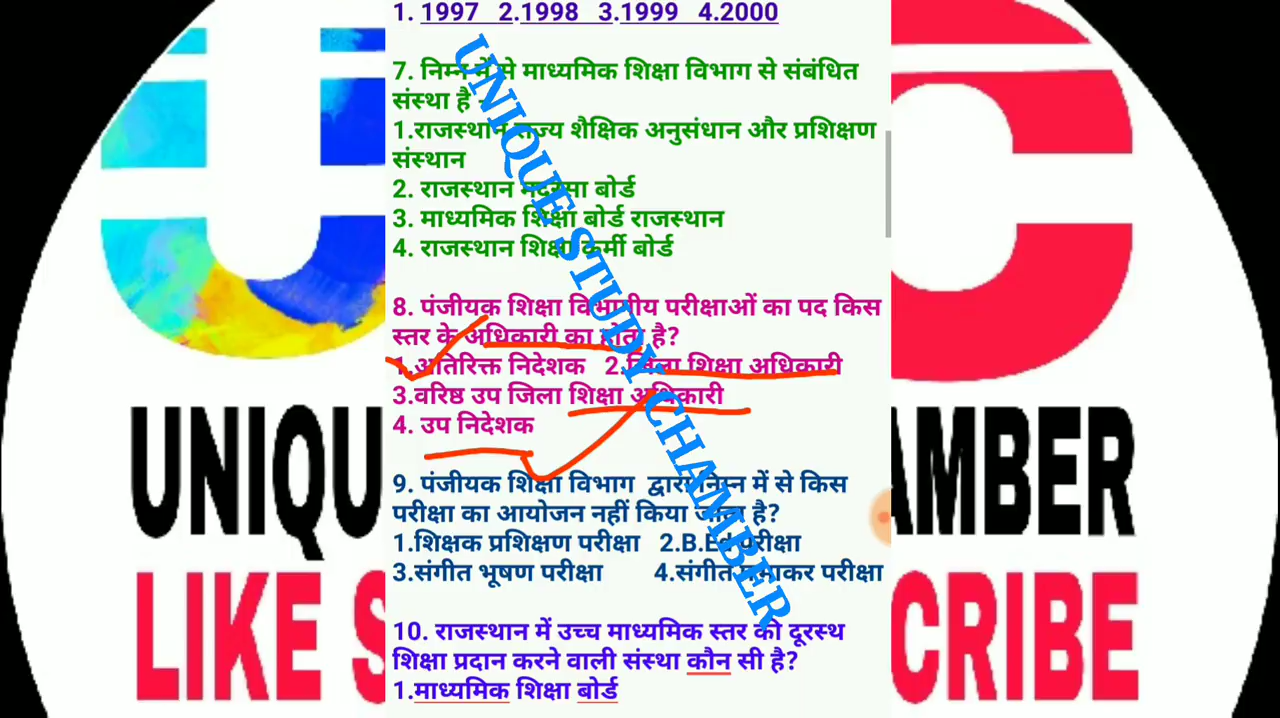 1. 1997 2.1998 3.1999 4.2000
7. निम्न में से माध्यमिक शिक्षा विभाग से संबंधित
संस्था है -
1.राजस्थान राज्य शैक्षिक अनुसंधान और प्रशिक्षण
संस्थान
2. राजस्थान मदरसा बोर्ड
3. माध्यमिक शिक्षा बोर्ड राजस्थान
4. राजस्थान शिक्षा कर्मी बोर्ड
8. पंजीयक शिक्षा विभागीय परीक्षाओं का पद किस
स्तर के अधिकारी का होता है?
1.अतिरिक्त निदेशक 2.जिला शिक्षा अधिकारी
3.वरिष्ठ उप जिला शिक्षा अधिकारी
4. उप निदेशक
9. पंजीयक शिक्षा विभाग द्वारा निम्न में से किस
परीक्षा का आयोजन नहीं किया जाता है?
1.शिक्षक प्रशिक्षण परीक्षा 2.B.Ed परीक्षा
3.संगीत भूषण परीक्षा 4.संगीत प्रभाकर परीक्षा
10. राजस्थान में उच्च माध्यमिक स्तर की दूरस्थ
शिक्षा प्रदान करने वाली संस्था कौन सी है?
1.माध्यमिक शिक्षा बोर्ड
UNIQUE STUDY CHAMBER
UNIQU
AMBER
LIKE S
CRIBE